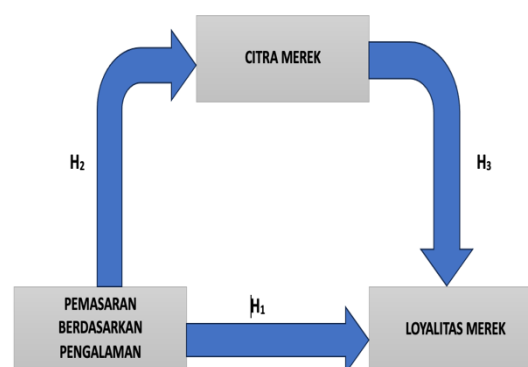 CITRA MEREK
H₂
H₃
PEMASARAN
BERDASARKAN
PENGALAMAN
H₁
LOYALITAS MEREK